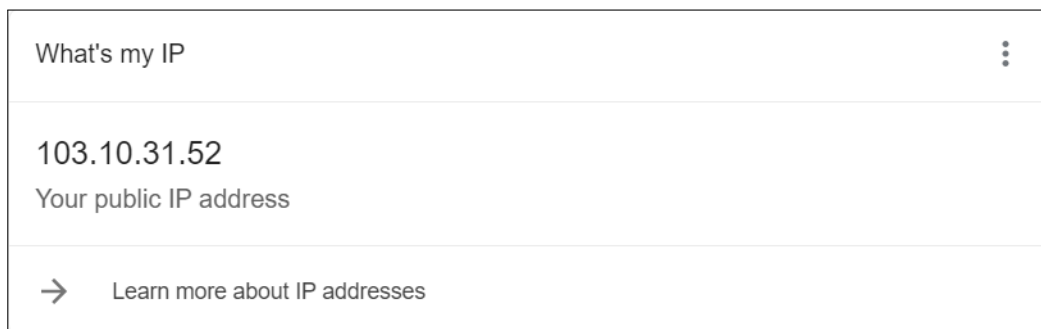 What's my IP
103.10.31.52
Your public IP address
Learn more about IP addresses